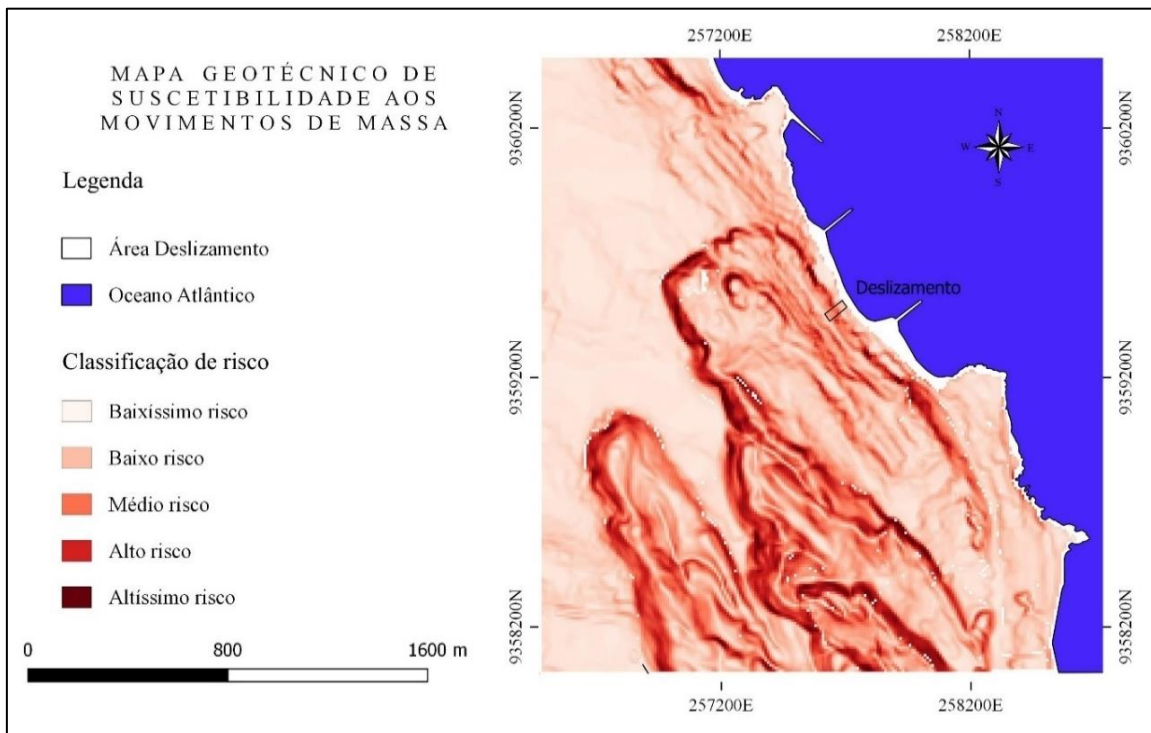 MAPA GEOTÉCNICO DE
SUSCETIBILIDADE AOS
MOVIMENTOS DE MASSA
Legenda
Área Deslizamento
Oceano Atlântico
Classificação de risco
Baixíssimo risco
Baixo risco
Médio risco
Alto risco
Altíssimo risco
0 800 1600 m
257200E 258200E
9360200N 9360200N
N
W E
S
Deslizamento
9359200N 9359200N
9358200N 9358200N
257200E 258200E